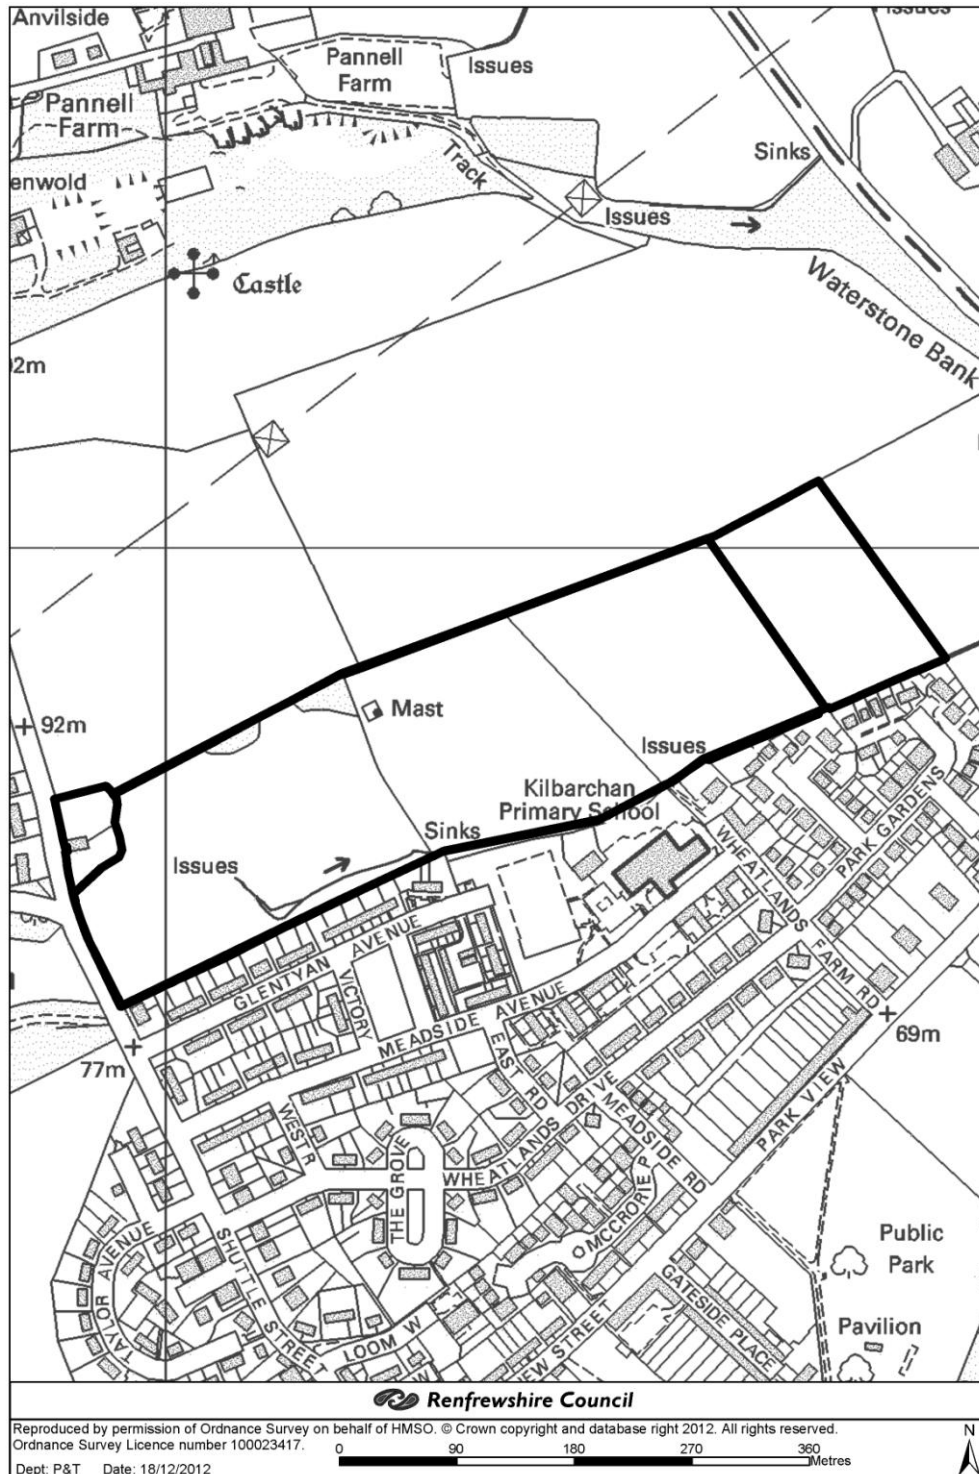 Anvilside
Issues
Pannell
Farm
Issues
Pannell
Farm
Sinks
enwold
Track
Issues
Castle
Waterstone Bank
92m
Mast
Issues
Kilbarchan
Primary School
Sinks
Issues
WHEATLANDS FARM RD
PARK GARDENS
GLENTYAN AVENUE
VICTORY
MEADSIDE AVENUE
69m
77m
EAST RD
WEST R
WHEATLANDS DRIVE
MEADSIDE RD
PARK VIEW
THE GROVE
TAYLOR AVENUE
SHUTTLE STREET
LOOM W
OMCCRORIE P
GATESIDE PLACE
EW STREET
Public
Park
Pavilion
Renfrewshire Council
Reproduced by permission of Ordnance Survey on behalf of HMSO. © Crown copyright and database right 2012. All rights reserved.
Ordnance Survey Licence number 100023417.
Dept: P&T Date: 18/12/2012
0 90 180 270 360
Metres
N